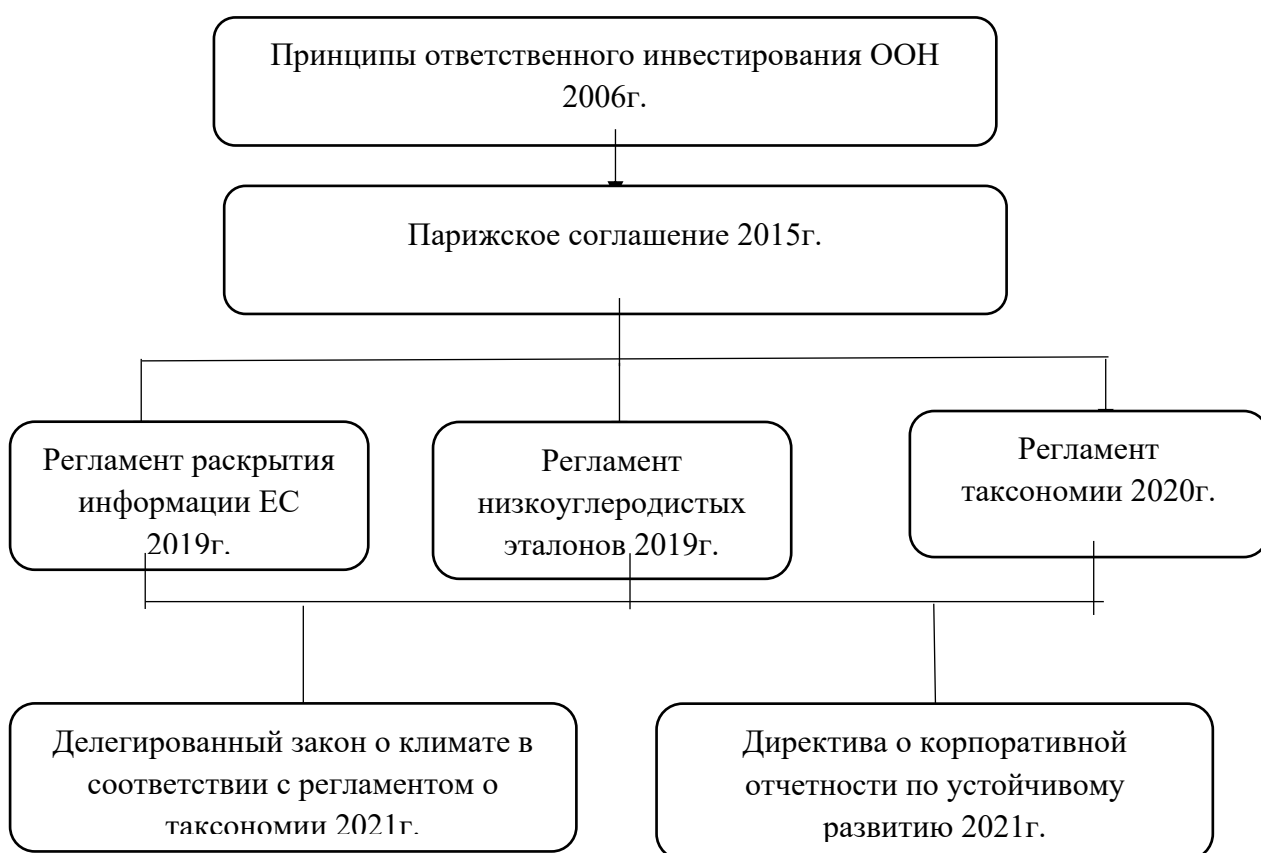 Принципы ответственного инвестирования ООН
2006г.
Парижское соглашение 2015г.
Регламент раскрытия
информации ЕС
2019г.
Регламент
низкоуглеродистых
эталонов 2019г.
Регламент
таксономии 2020г.
Делегированный закон о климате в
соответствии с регламентом о
таксономии 2021г.
Директива о корпоративной
отчетности по устойчивому
развитию 2021г.